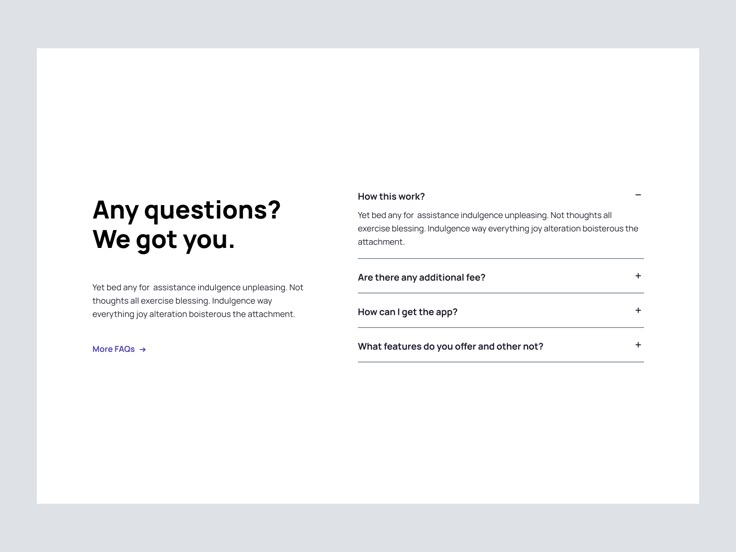 Any questions?
We got you.
Yet bed any for assistance indulgence unpleasing. Not
thoughts all exercise blessing. Indulgence way
everything joy alteration boisterous the attachment.
More FAQs →
How this work? −
Yet bed any for assistance indulgence unpleasing. Not thoughts all
exercise blessing. Indulgence way everything joy alteration boisterous the
attachment.
Are there any additional fee? +
How can I get the app? +
What features do you offer and other not? +